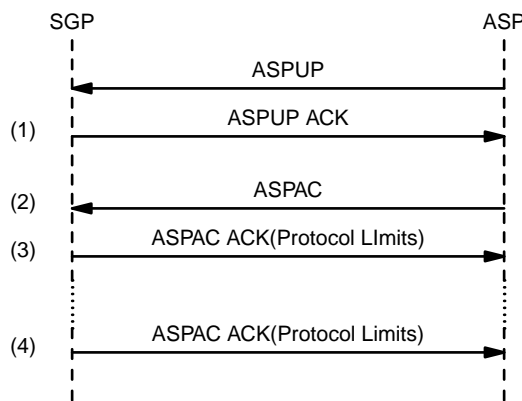 SGP ASP
ASPUP
(1) ASPUP ACK
(2) ASPAC
(3) ASPAC ACK(Protocol LImits)
(4) ASPAC ACK(Protocol Limits)